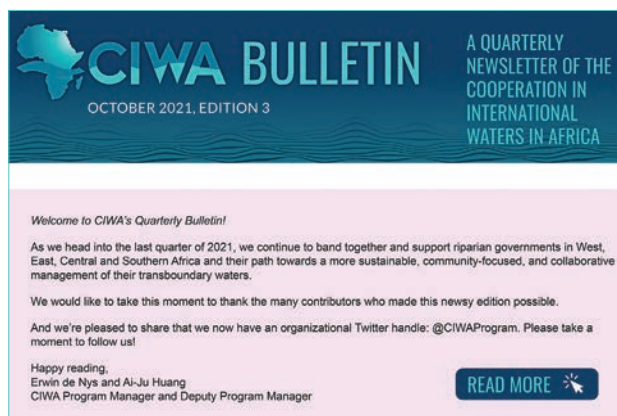 CIWA BULLETIN
OCTOBER 2021, EDITION 3
A QUARTERLY
NEWSLETTER OF THE
COOPERATION IN
INTERNATIONAL
WATERS IN AFRICA
Welcome to CIWA's Quarterly Bulletin!
As we head into the last quarter of 2021, we continue to band together and support riparian governments in West,
East, Central and Southern Africa and their path towards a more sustainable, community-focused, and collaborative
management of their transboundary waters.
We would like to take this moment to thank the many contributors who made this newsy edition possible.
And we're pleased to share that we now have an organizational Twitter handle: @CIWAProgram. Please take a
moment to follow us!
Happy reading,
Erwin de Nys and Ai-Ju Huang
CIWA Program Manager and Deputy Program Manager
READ MORE